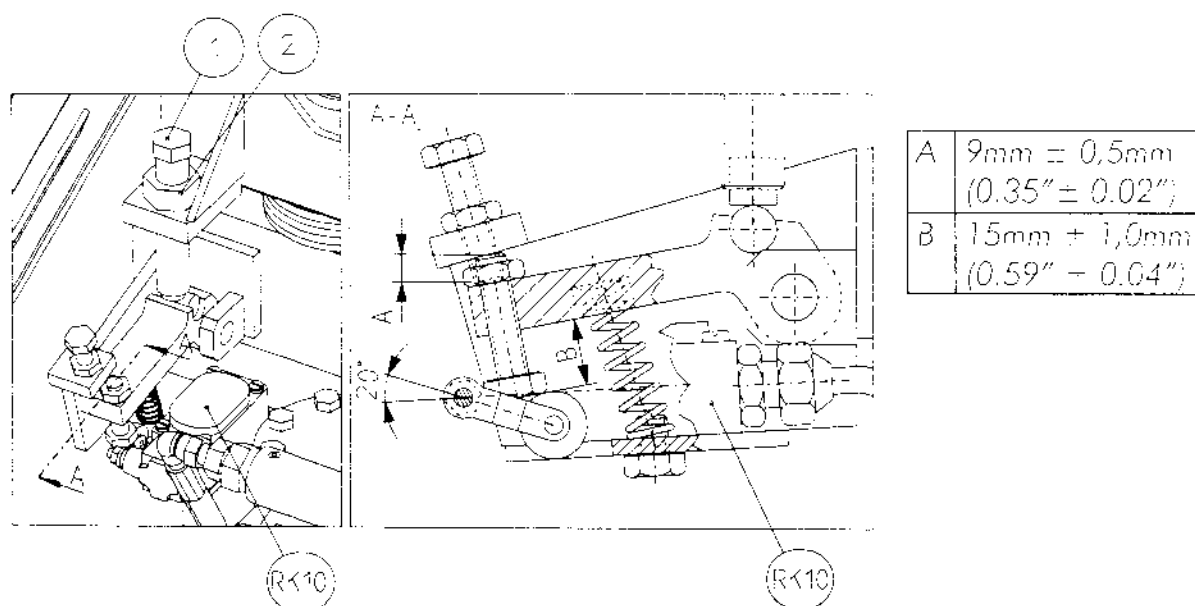 1
2
A-A
A
9mm ± 0,5mm
(0.35" ± 0.02")
B
15mm ± 1,0mm
(0.59" ± 0.04")
A
B
20°
A
RK10
RK10